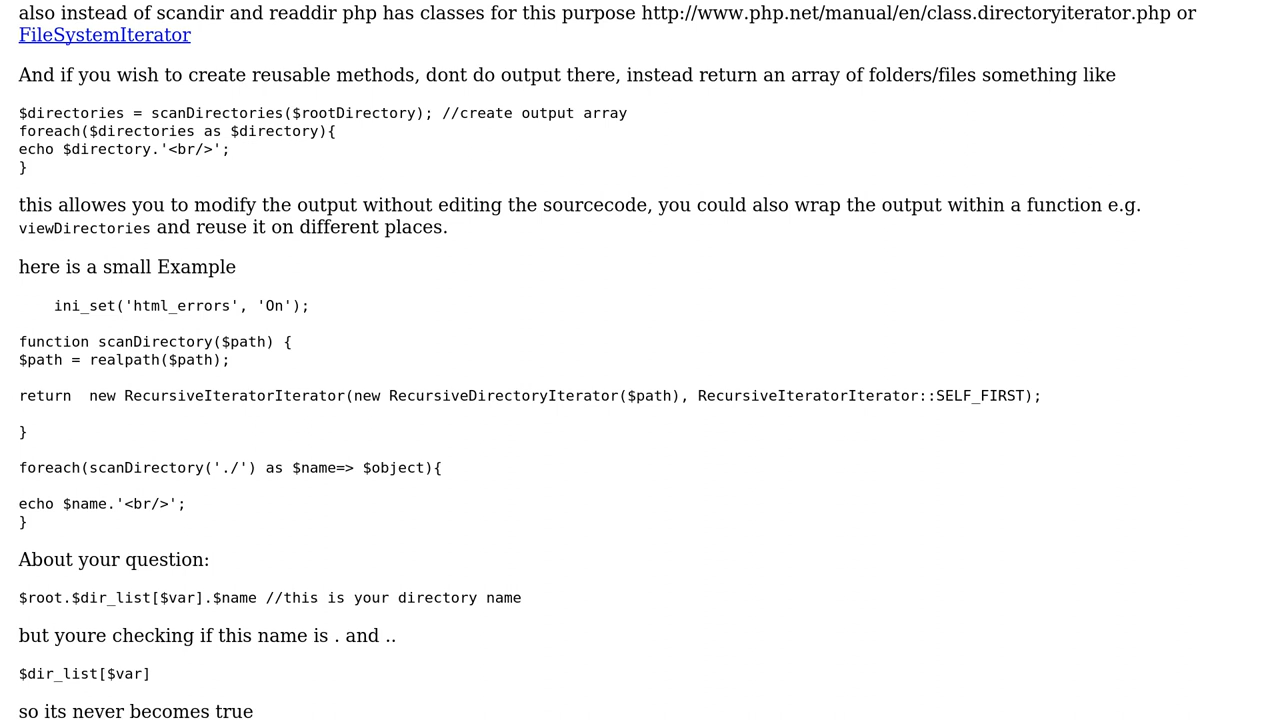 also instead of scandir and readdir php has classes for this purpose http://www.php.net/manual/en/class.directoryiterator.php or
FileSystemIterator
And if you wish to create reusable methods, dont do output there, instead return an array of folders/files something like
$directories = scanDirectories($rootDirectory); //create output array
foreach($directories as $directory){
echo $directory.'<br/>';
}
this allowes you to modify the output without editing the sourcecode, you could also wrap the output within a function e.g.
viewDirectories and reuse it on different places.
here is a small Example
    ini_set('html_errors', 'On');
function scanDirectory($path) {
$path = realpath($path);
return  new RecursiveIteratorIterator(new RecursiveDirectoryIterator($path), RecursiveIteratorIterator::SELF_FIRST);
}
foreach(scanDirectory('./') as $name=> $object){
echo $name.'<br/>';
}
About your question:
$root.$dir_list[$var].$name //this is your directory name
but youre checking if this name is . and ..
$dir_list[$var]
so its never becomes true